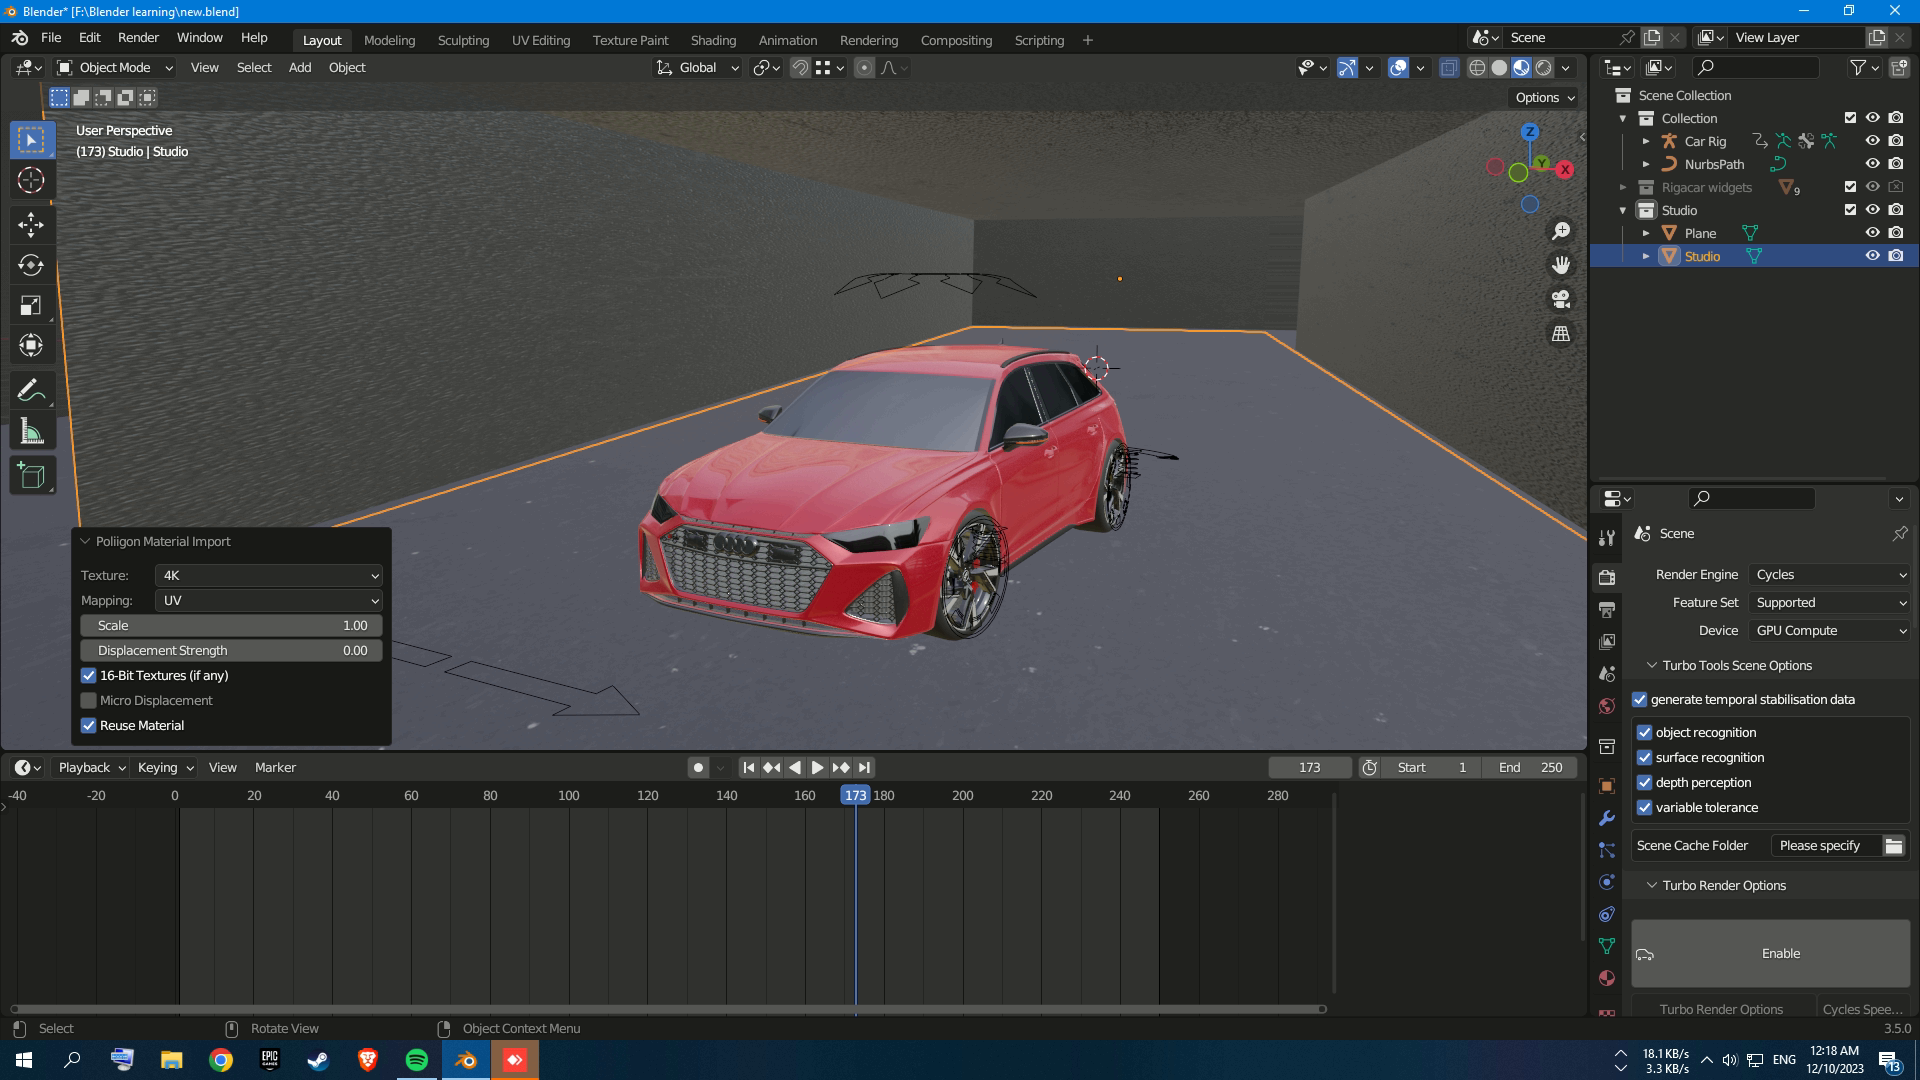 Blender* [F:\Blender learning\new.blend]
File Edit Render Window Help
Layout Modeling Sculpting UV Editing Texture Paint Shading Animation Rendering Compositing Scripting +
Scene
View Layer
Object Mode View Select Add Object
Global
Options
User Perspective
(173) Studio | Studio
Z
Y
X
Scene Collection
Collection
Car Rig
NurbsPath
Rigacar widgets 9
Studio
Plane
Studio
Poliigon Material Import
Texture: 4K
Mapping: UV
Scale 1.00
Displacement Strength 0.00
16-Bit Textures (if any)
Micro Displacement
Reuse Material
Scene
Render Engine Cycles
Feature Set Supported
Device GPU Compute
Turbo Tools Scene Options
generate temporal stabilisation data
object recognition
surface recognition
depth perception
variable tolerance
Scene Cache Folder Please specify
Turbo Render Options
Enable
Turbo Render Options Cycles Spee...
Playback Keying View Marker
173 Start 1 End 250
-40 -20 0 20 40 60 80 100 120 140 160 173 180 200 220 240 260 280
Select Rotate View Object Context Menu
3.5.0
EPIC
GAMES
18.1 KB/s
3.3 KB/s
ENG
12:18 AM
12/10/2023
13